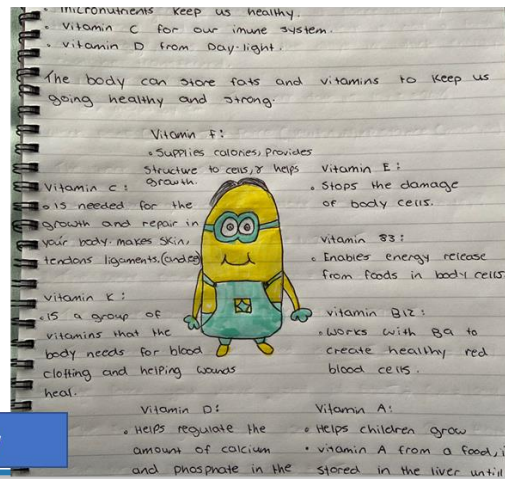 • micronutrients keep us healthy.
• vitamin C for our imune system.
• vitamin D from Day-light.
The body can store fats and vitamins to keep us
going healthy and strong.
Vitamin F:
• Supplies calories, Provides
structure to cells, & helps
growth.
Vitamin C:
• is needed for the
growth and repair in
your body. makes skin,
tendons ligaments.
Vitamin K:
• is a group of
vitamins that the
body needs for blood
clotting and helping wounds
heal.
Vitamin E:
• Stops the damage
of body cells.
Vitamin B3:
• Enables energy release
from foods in body cells.
vitamin B12:
• works with B9 to
create healthy red
blood cells.
Vitamin D:
• Helps regulate the
amount of calcium
and phosphate in the
Vitamin A:
• Helps children grow
• vitamin A from a food,
stored in the liver untill